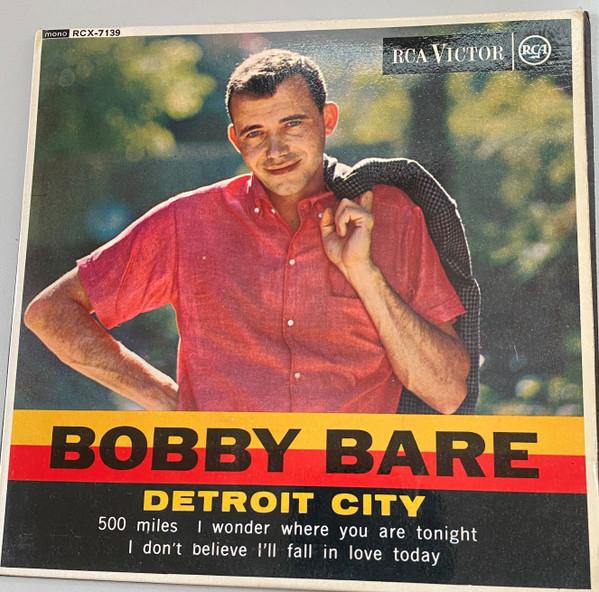 mono RCX-7139
RCA VICTOR RCA
BOBBY BARE
DETROIT CITY
500 miles I wonder where you are tonight
I don't believe I'll fall in love today